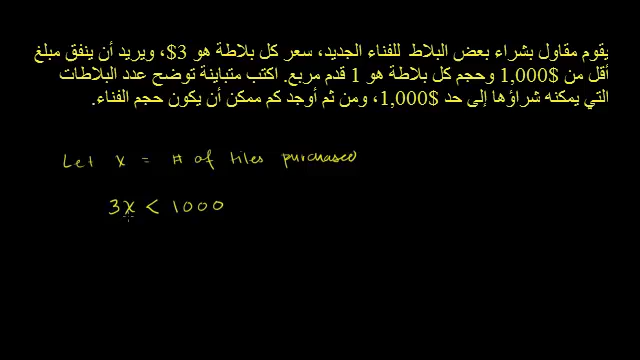 يقوم مقاول بشراء بعض البلاط للفناء الجديد، سعر كل بلاطة هو 3$، ويريد أن ينفق مبلغ
أقل من $1,000 وحجم كل بلاطة هو 1 قدم مربع. اكتب متباينة توضح عدد البلاطات
التي يمكنه شراؤها إلى حد $1,000، ومن ثم أوجد كم ممكن أن يكون حجم الفناء.
Let x = # of tiles purchased
3x < 1000